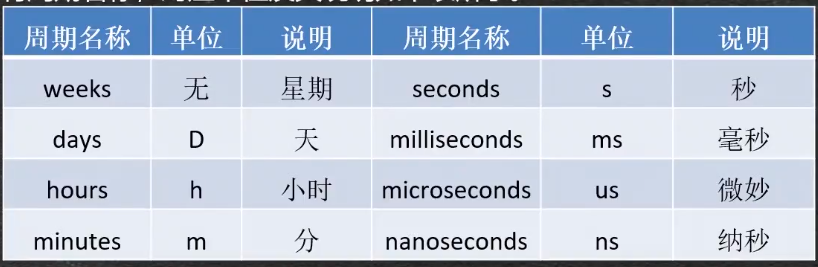 周期名称 单位 说明 周期名称 单位 说明
weeks 无 星期 seconds s 秒
days D 天 milliseconds ms 毫秒
hours h 小时 microseconds us 微妙
minutes m 分 nanoseconds ns 纳秒